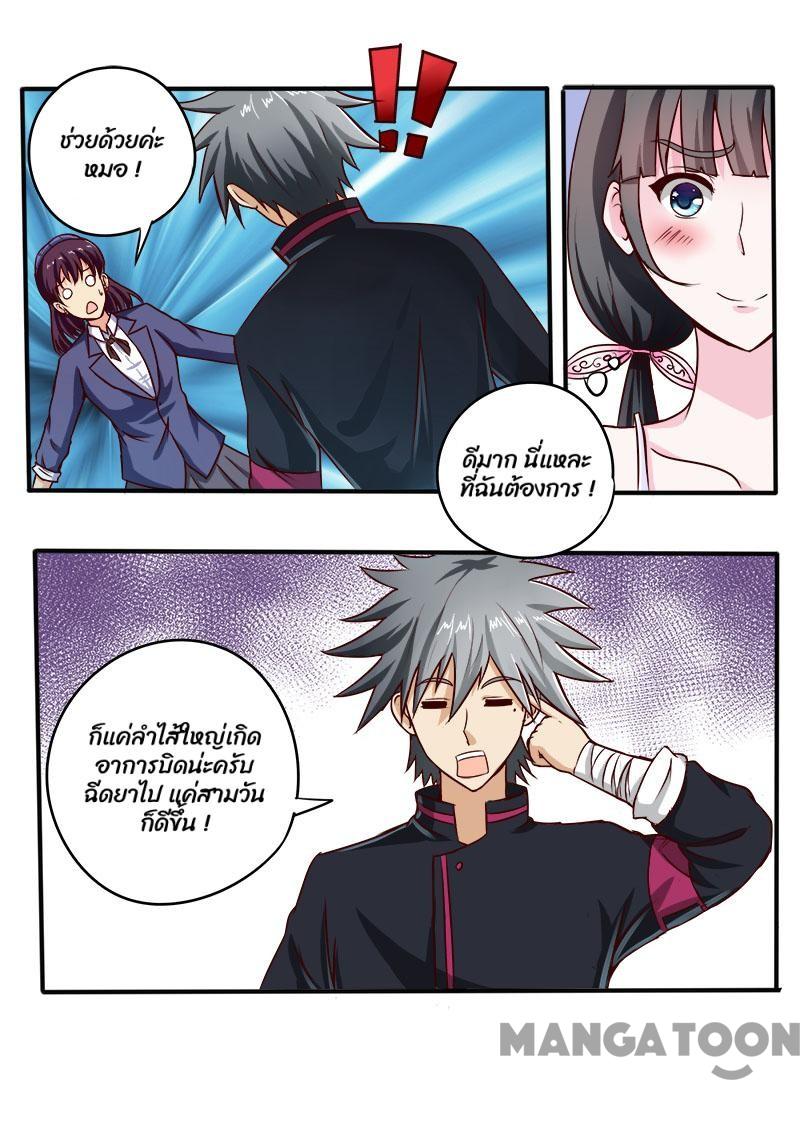 !!
ช่วยด้วยค่ะ
หมอ !
ดีมาก นี่แหละ
ที่ฉันต้องการ !
ก็แค่ลำไส้ใหญ่เกิด
อาการบิดน่ะครับ
ฉีดยาไป แค่สามวัน
ก็ดีขึ้น !
MANGATOON